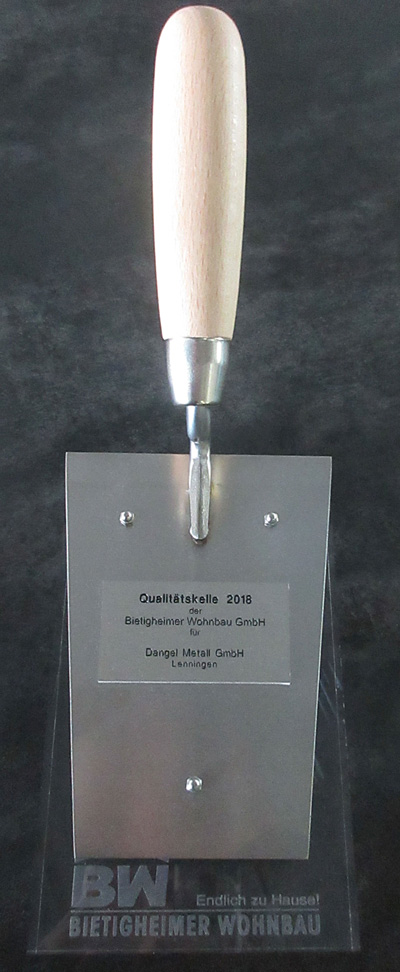 Qualitätskelle 2018
der
Bietigheimer Wohnbau GmbH
für
Dangel Metall GmbH
Lenningen
BW
Endlich zu Hause!
BIETIGHEIMER WOHNBAU